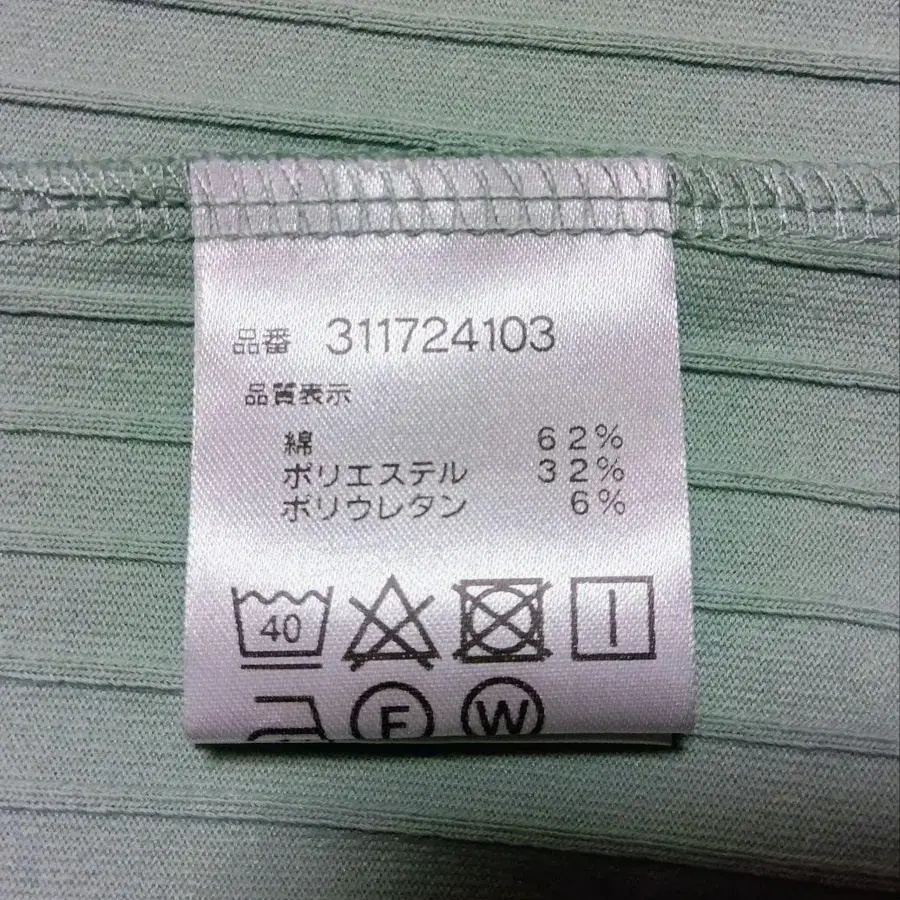 品番 311724103
品質表示
綿 62%
ポリエステル 32%
ポリウレタン 6%
40
F W